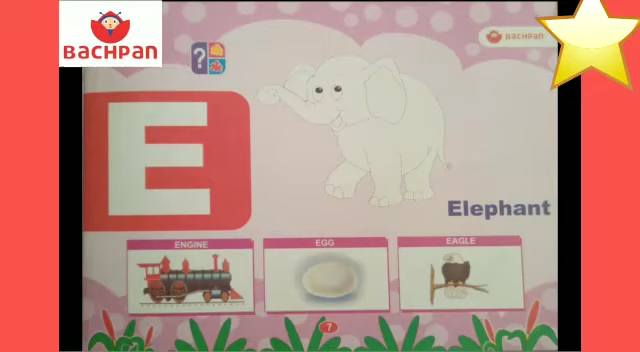 BACHPAN
BACHPAN
?
E
Elephant
ENGINE
EGG
EAGLE
7